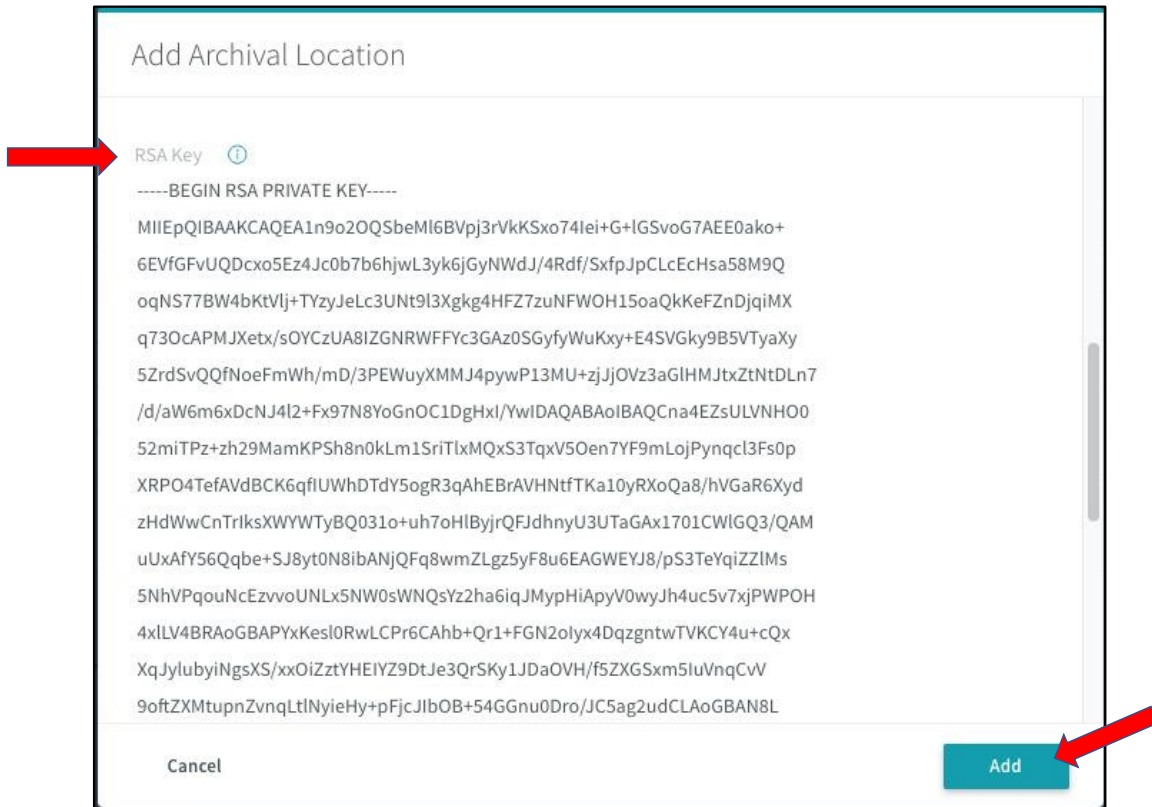 Add Archival Location
RSA Key
-----BEGIN RSA PRIVATE KEY-----
MIIEpQIBAAKCAQEA1n9o2OQSbeMl6BVpj3rVkKSxo74Iei+G+lGSvoG7AEE0ako+
6EVfGFvUQDcxo5Ez4Jc0b7b6hjwL3yk6jGyNWdJ/4Rdf/SxfpJpCLcEcHsa58M9Q
oqNS77BW4bKtVlj+TYzyJeLc3UNt9l3Xgkg4HFZ7zuNFWOH15oaQkKeFZnDjqiMX
q73OcAPMJXetx/sOYCzUA8IZGNRWFFYc3GAz0SGyfyWuKxy+E4SVGky9B5VTyaXy
5ZrdSvQQfNoeFmWh/mD/3PEWuyXMMJ4pywP13MU+zjJjOVz3aGlHMJtxZtNtDLn7
/d/aW6m6xDcNJ4l2+Fx97N8YoGnOC1DgHxI/YwIDAQABAoIBAQCna4EZsULVNHO0
52miTPz+zh29MamKPSh8n0kLm1SriTlxMQxS3TqxV5Oen7YF9mLojPynqcl3Fs0p
XRPO4TefAVdBCK6qfIUWhDTdY5ogR3qAhEBrAVHNtfTKa10yRXoQa8/hVGaR6Xyd
zHdWwCnTrIksXWYWTyBQ031o+uh7oHlByjrQFJdhnyU3UTaGAx1701CWlGQ3/QAM
uUxAfY56Qqbe+SJ8yt0N8ibANjQFq8wmZLgz5yF8u6EAGWEYJ8/pS3TeYqiZZlMs
5NhVPqouNcEzvvoUNLx5NW0sWNQsYz2ha6iqJMypHiApyV0wyJh4uc5v7xjPWPOH
4xlLV4BRAoGBAPYxKesl0RwLCPr6CAhb+Qr1+FGN2oIyx4DqzgntwTVKCY4u+cQx
XqJylubyiNgsXS/xxOiZztYHEIYZ9DtJe3QrSKy1JDaOVH/f5ZXGSxm5IuVnqCvV
9oftZXMtupnZvnqLtlNyieHy+pFjcJIbOB+54GGnu0Dro/JC5ag2udCLAoGBAN8L
Cancel
Add